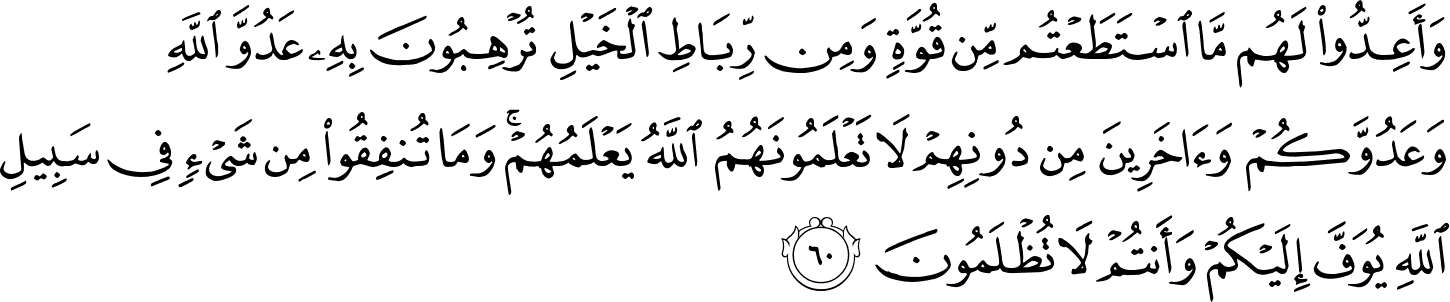 وَأَعِدُّوا۟ لَهُم مَّا ٱسْتَطَعْتُم مِّن قُوَّةٍ وَمِن رِّبَاطِ ٱلْخَيْلِ تُرْهِبُونَ بِهِۦ عَدُوَّ ٱللَّهِ
وَعَدُوَّكُمْ وَءَاخَرِينَ مِن دُونِهِمْ لَا تَعْلَمُونَهُمُ ٱللَّهُ يَعْلَمُهُمْ ۚ وَمَا تُنفِقُوا۟ مِن شَىْءٍ فِى سَبِيلِ
ٱللَّهِ يُوَفَّ إِلَيْكُمْ وَأَنتُمْ لَا تُظْلَمُونَ ٦٠